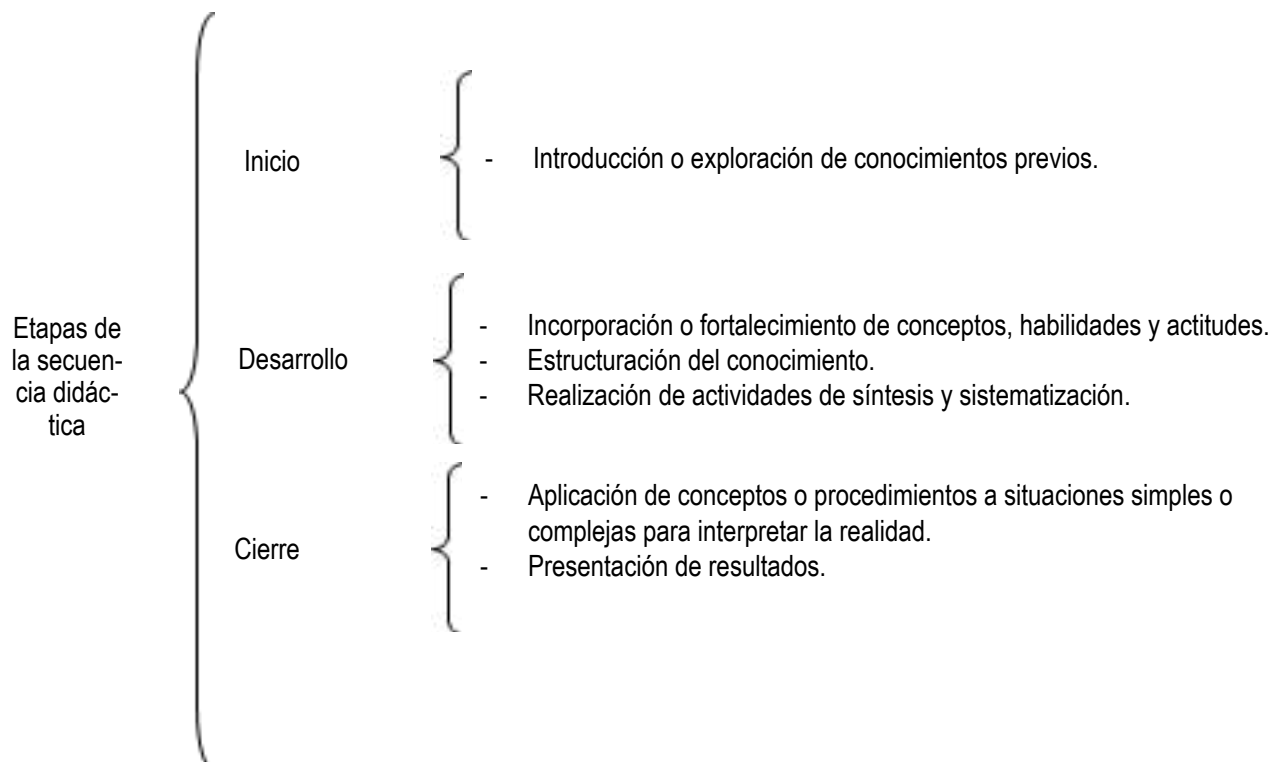 Etapas de
la secuen-
cia didác-
tica
Inicio
- Introducción o exploración de conocimientos previos.
Desarrollo
- Incorporación o fortalecimiento de conceptos, habilidades y actitudes.
- Estructuración del conocimiento.
- Realización de actividades de síntesis y sistematización.
Cierre
- Aplicación de conceptos o procedimientos a situaciones simples o
complejas para interpretar la realidad.
- Presentación de resultados.